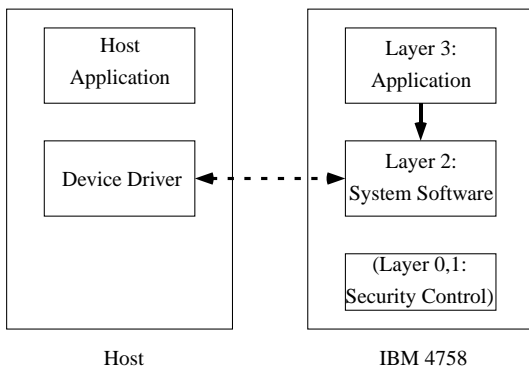 Host
Application
Device Driver
Host
Layer 3:
Application
Layer 2:
System Software
(Layer 0,1:
Security Control)
IBM 4758